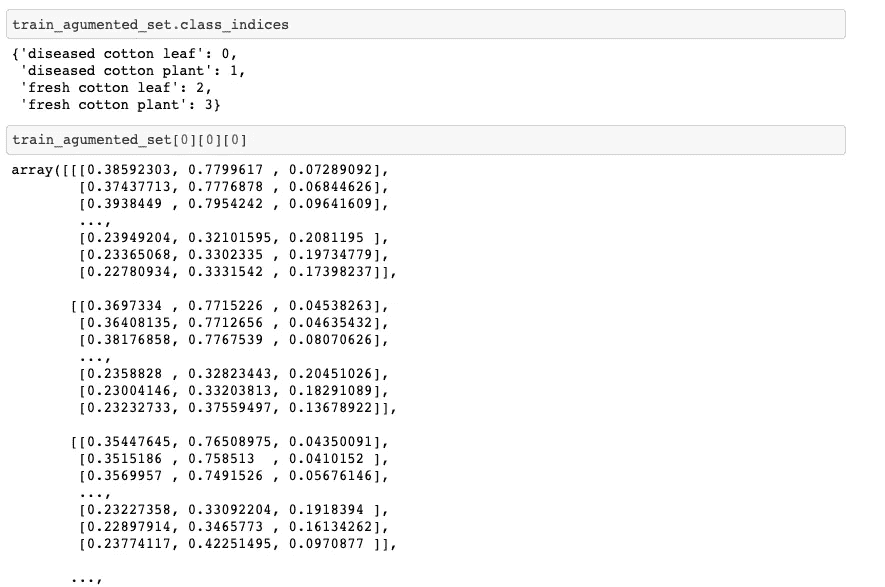 train_agumented_set.class_indices
{'diseased cotton leaf': 0,
 'diseased cotton plant': 1,
 'fresh cotton leaf': 2,
 'fresh cotton plant': 3}
train_agumented_set[0][0][0]
array([[[0.38592303, 0.7799617 , 0.07289092],
        [0.37437713, 0.7776878 , 0.06844626],
        [0.3938449 , 0.7954242 , 0.09641609],
        ...,
        [0.23949204, 0.32101595, 0.2081195 ],
        [0.23365068, 0.3302335 , 0.19734779],
        [0.22780934, 0.3331542 , 0.17398237]],
       [[0.3697334 , 0.7715226 , 0.04538263],
        [0.36408135, 0.7712656 , 0.04635432],
        [0.38176858, 0.7767539 , 0.08070626],
        ...,
        [0.2358828 , 0.32823443, 0.20451026],
        [0.23004146, 0.33203813, 0.18291089],
        [0.23232733, 0.37559497, 0.13678922]],
       [[0.35447645, 0.76508975, 0.04350091],
        [0.3515186 , 0.758513  , 0.0410152 ],
        [0.3569957 , 0.7491526 , 0.05676146],
        ...,
        [0.23227358, 0.33092204, 0.1918394 ],
        [0.22897914, 0.3465773 , 0.16134262],
        [0.23774117, 0.42251495, 0.0970877 ]],
       ...,